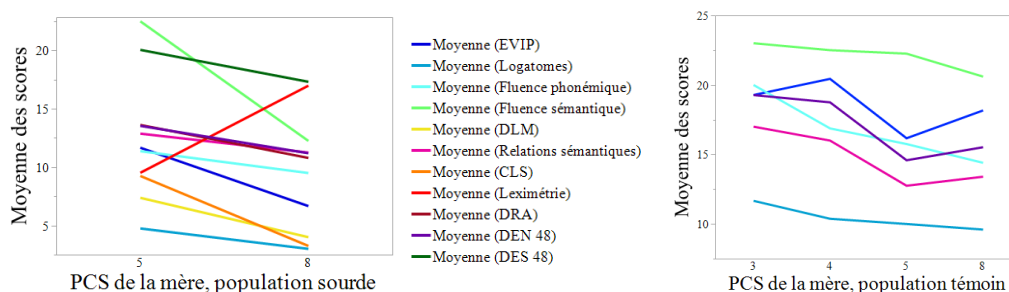 Moyenne des scores
20
15
10
5
5
8
PCS de la mère, population sourde
Moyenne (EVIP)
Moyenne (Logatomes)
Moyenne (Fluence phonémique)
Moyenne (Fluence sémantique)
Moyenne (DLM)
Moyenne (Relations sémantiques)
Moyenne (CLS)
Moyenne (Leximétrie)
Moyenne (DRA)
Moyenne (DEN 48)
Moyenne (DES 48)
Moyenne des scores
25
20
15
10
3
4
5
8
PCS de la mère, population témoin